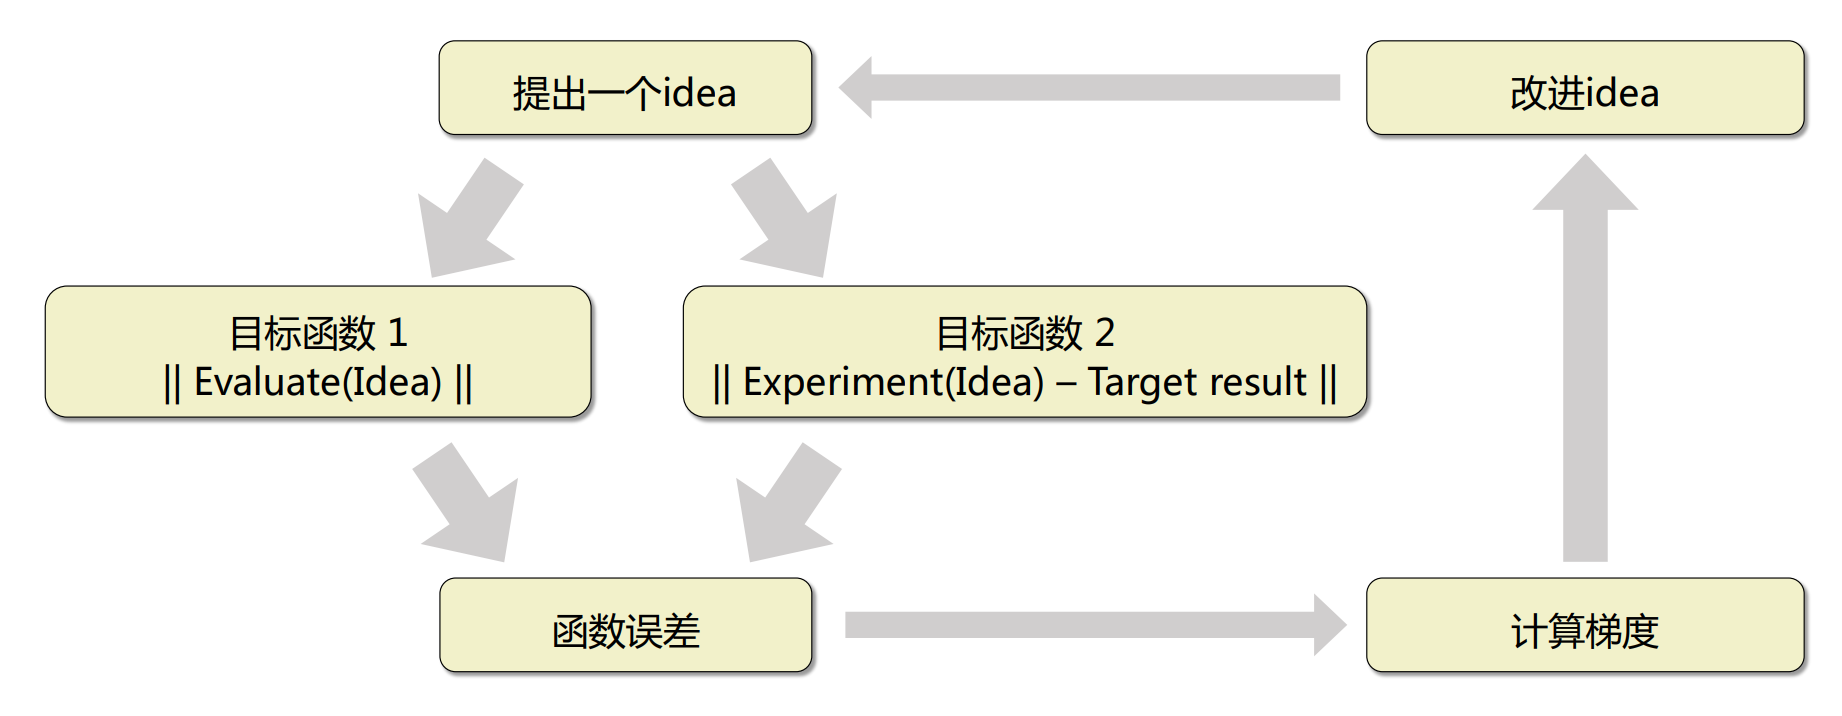 提出一个idea
改进idea
目标函数 1
|| Evaluate(Idea) ||
目标函数 2
|| Experiment(Idea) – Target result ||
函数误差
计算梯度